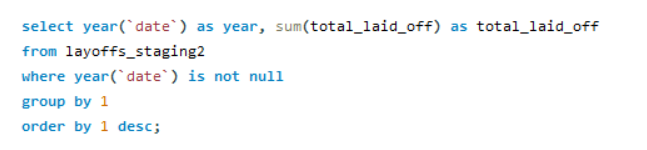 select year(`date`) as year, sum(total_laid_off) as total_laid_off
from layoffs_staging2
where year(`date`) is not null
group by 1
order by 1 desc;